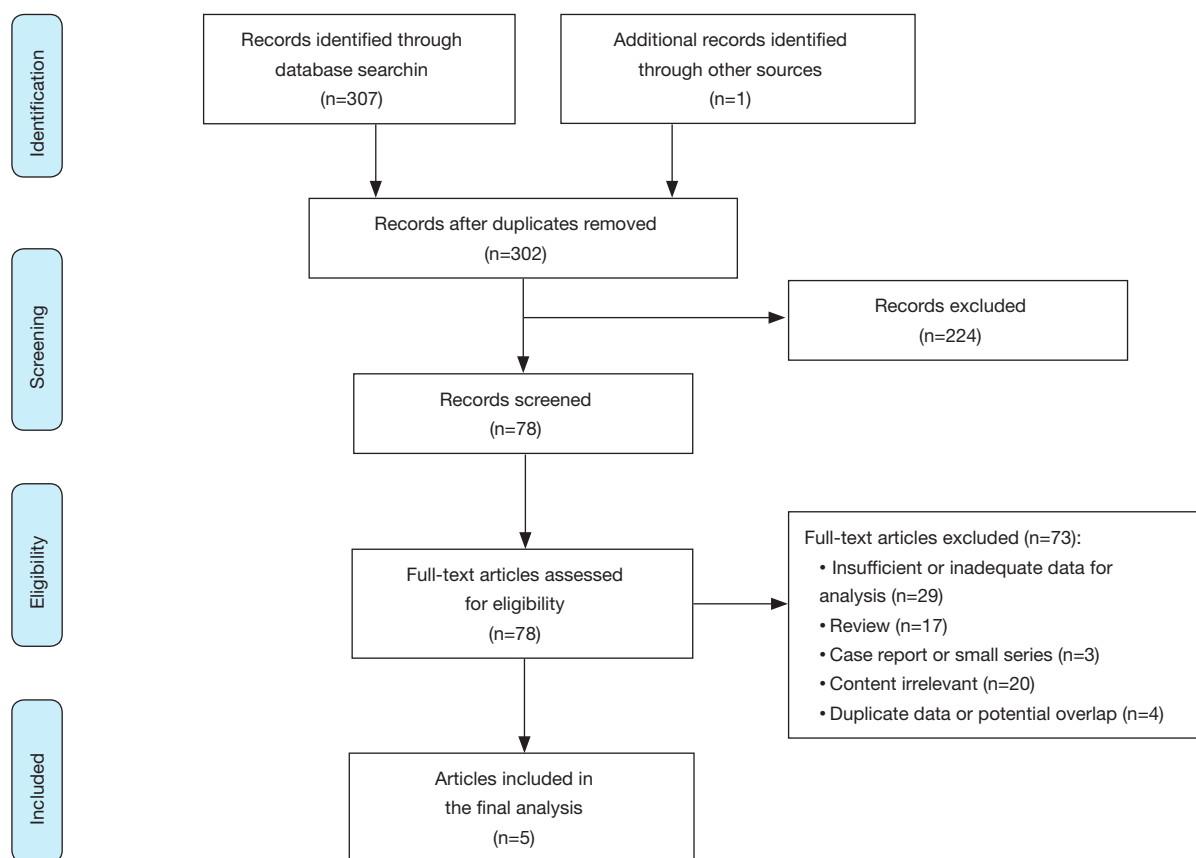 Identification
Records identified through
database searchin
(n=307)
Additional records identified
through other sources
(n=1)
Records after duplicates removed
(n=302)
Screening
Records excluded
(n=224)
Records screened
(n=78)
Eligibility
Full-text articles assessed
for eligibility
(n=78)
Full-text articles excluded (n=73):
• Insufficient or inadequate data for
analysis (n=29)
• Review (n=17)
• Case report or small series (n=3)
• Content irrelevant (n=20)
• Duplicate data or potential overlap (n=4)
Included
Articles included in
the final analysis
(n=5)